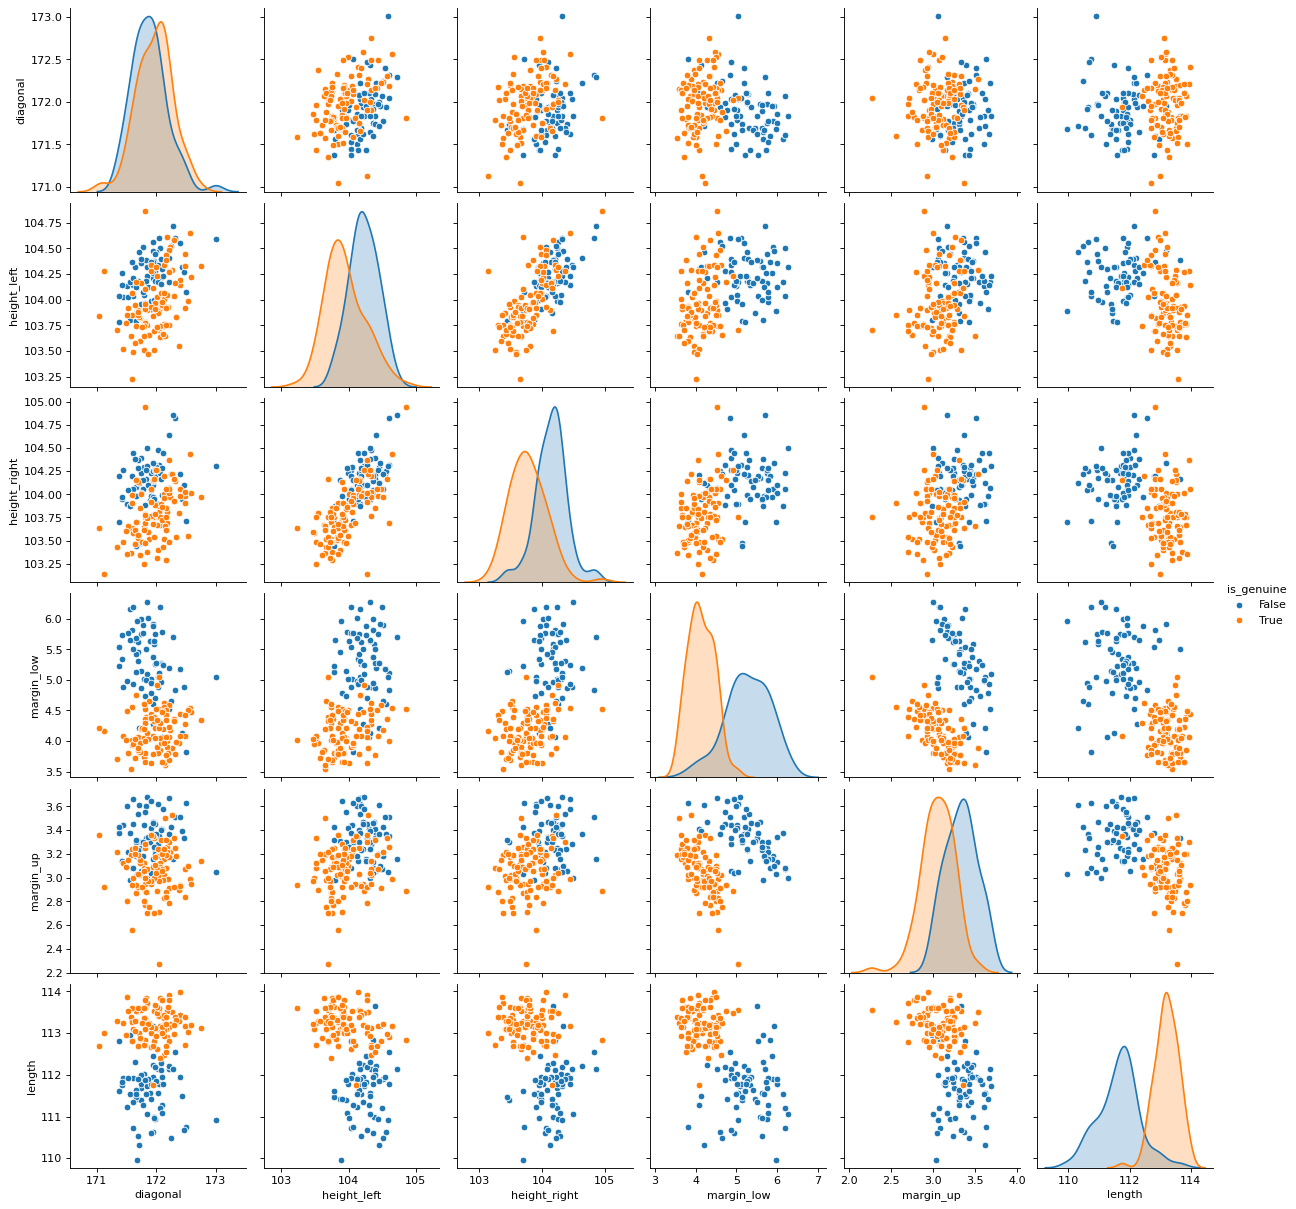 173.0
172.5
172.0
171.5
171.0
diagonal
104.75
104.50
104.25
104.00
103.75
103.50
103.25
height_left
105.00
104.75
104.50
104.25
104.00
103.75
103.50
103.25
height_right
is_genuine
False
True
6.0
5.5
5.0
4.5
4.0
3.5
margin_low
3.6
3.4
3.2
3.0
2.8
2.6
2.4
2.2
margin_up
114
113
112
111
110
length
171 172 173
diagonal
103 104 105
height_left
103 104 105
height_right
3 4 5 6 7
margin_low
2.0 2.5 3.0 3.5 4.0
margin_up
110 112 114
length